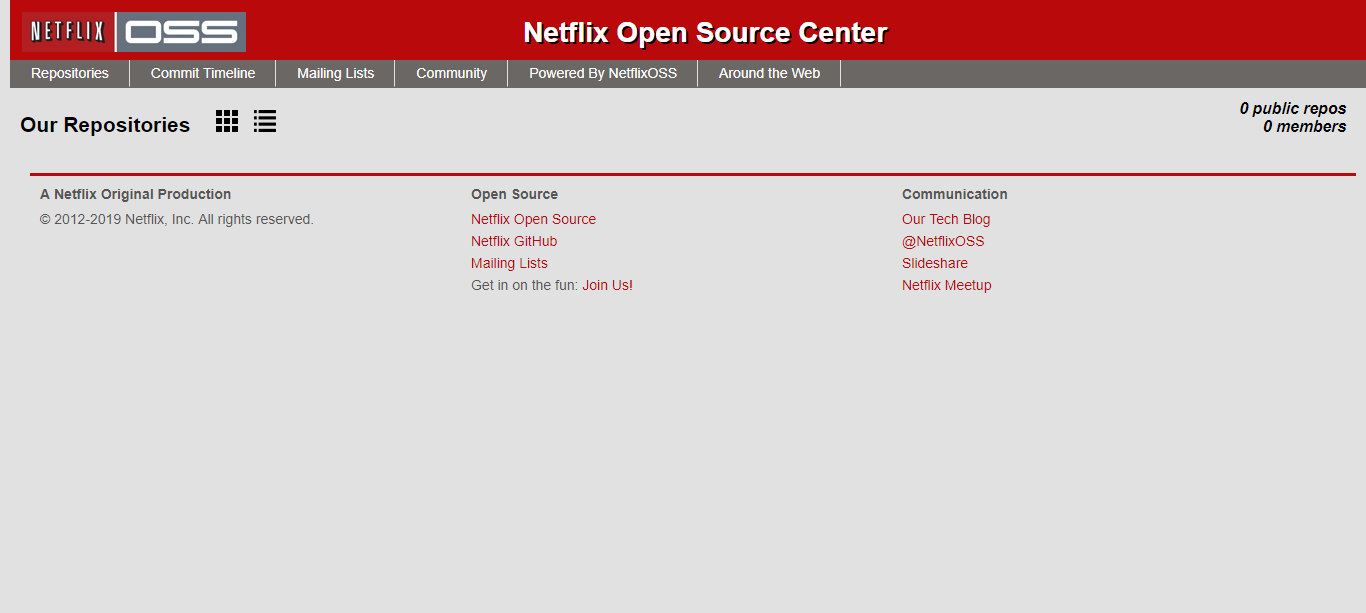 NETFLIX OSS
Netflix Open Source Center
Repositories Commit Timeline Mailing Lists Community Powered By NetflixOSS Around the Web
Our Repositories
0 public repos
0 members
A Netflix Original Production
© 2012-2019 Netflix, Inc. All rights reserved.
Open Source
Netflix Open Source
Netflix GitHub
Mailing Lists
Get in on the fun: Join Us!
Communication
Our Tech Blog
@NetflixOSS
Slideshare
Netflix Meetup